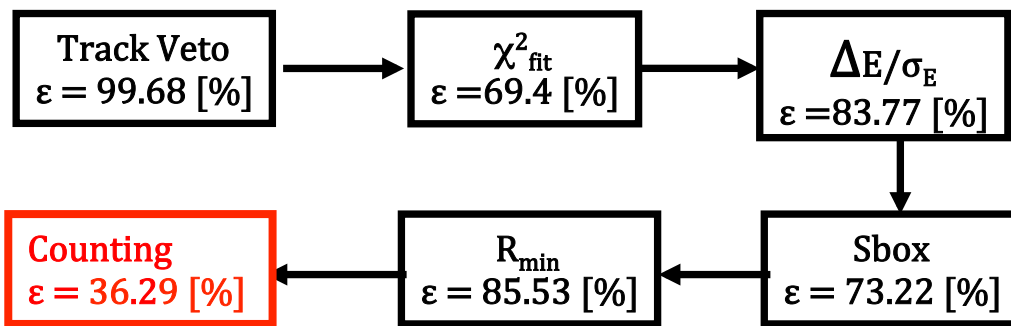 Track Veto
ε = 99.68 [%]
χ²fit
ε =69.4 [%]
ΔE/σE
ε =83.77 [%]
Sbox
ε = 73.22 [%]
Rmin
ε = 85.53 [%]
Counting
ε = 36.29 [%]